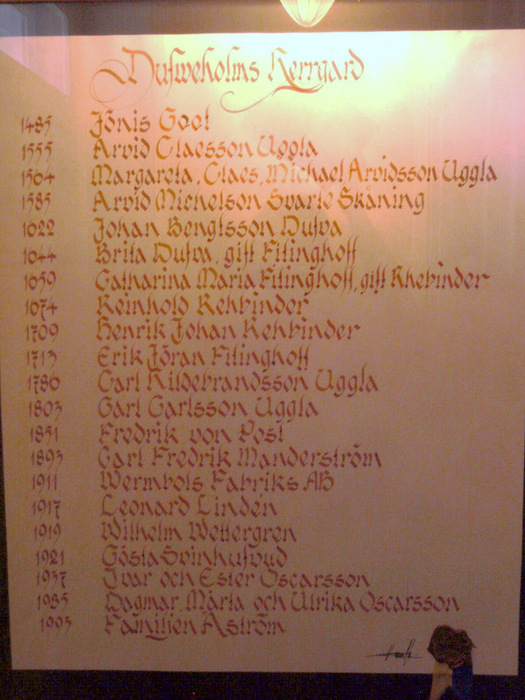 Dufweholms Herrgård
1485 Jönis Goot
1555 Arvid Claesson Uggla
1564 Margareta, Claes, Michael Arvidsson Uggla
1585 Arvid Michelson Svarte Skåning
1622 Johan Bengtsson Dufva
1644 Brita Dufva, gift Fitinghoff
1659 Catharina Maria Fitinghoff, gift Rhebinder
1674 Reinhold Rehbinder
1709 Henrik Johan Rehbinder
1713 Erik Jöran Fitinghoff
1786 Carl Hildebrandsson Uggla
1803 Carl Carlsson Uggla
1851 Fredrik von Post
1893 Carl Fredrik Manderström
1911 Wermbols Fabriks AB
1917 Leonard Lindén
1919 Wilhelm Wettergren
1921 Gösta Svinhufvud
1937 Ivar och Ester Oscarsson
1985 Dagmar Märta och Ulrika Oscarsson
1993 Familjen Åström